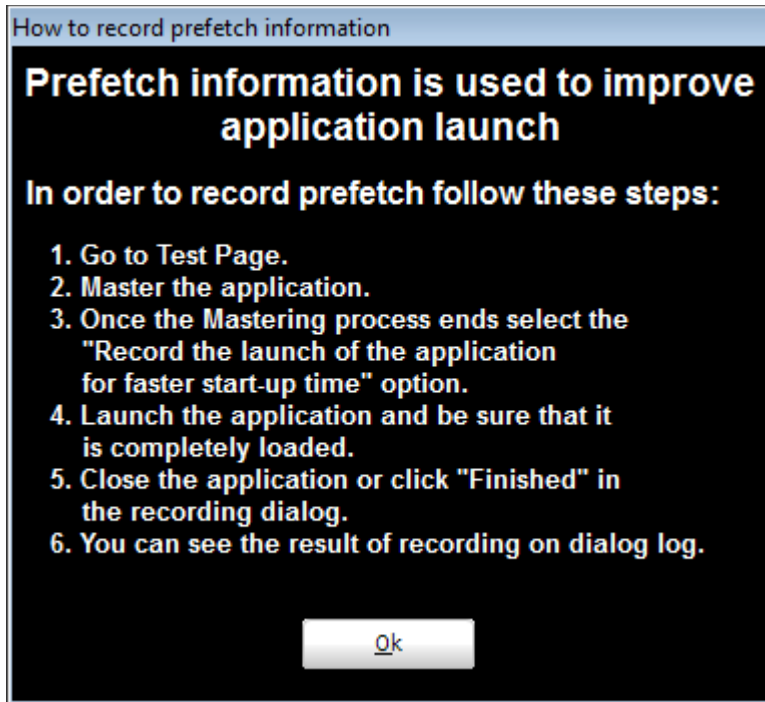 How to record prefetch information
Prefetch information is used to improve
application launch
In order to record prefetch follow these steps:
1. Go to Test Page.
2. Master the application.
3. Once the Mastering process ends select the
"Record the launch of the application
for faster start-up time" option.
4. Launch the application and be sure that it
is completely loaded.
5. Close the application or click "Finished" in
the recording dialog.
6. You can see the result of recording on dialog log.
Ok